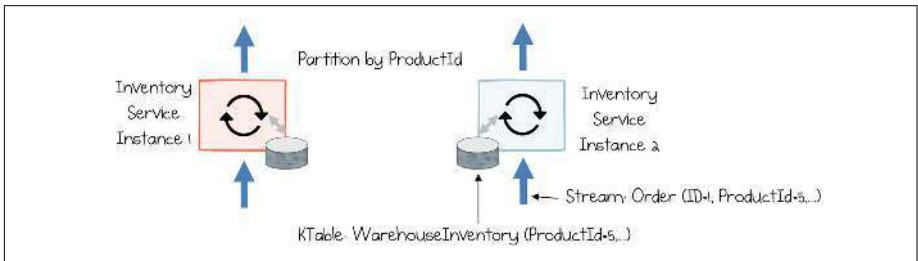 Partition by ProductId
Inventory
Service
Instance 1
Inventory
Service
Instance 2
Stream: Order (ID=1, ProductId=5,...)
KTable: WarehouseInventory (ProductId=5,...)